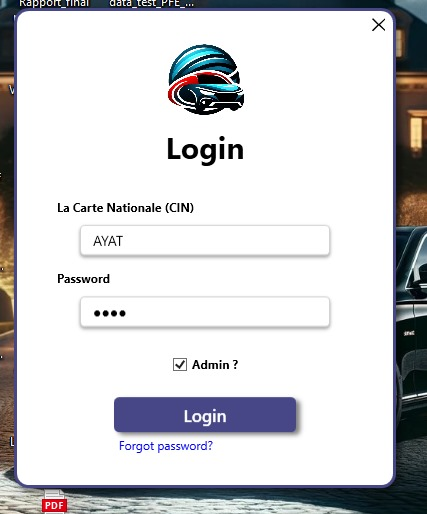 Rapport_final data_test_PFE_...
Login
La Carte Nationale (CIN)
AYAT
Password
••••
Admin ?
Login
Forgot password?
PDF